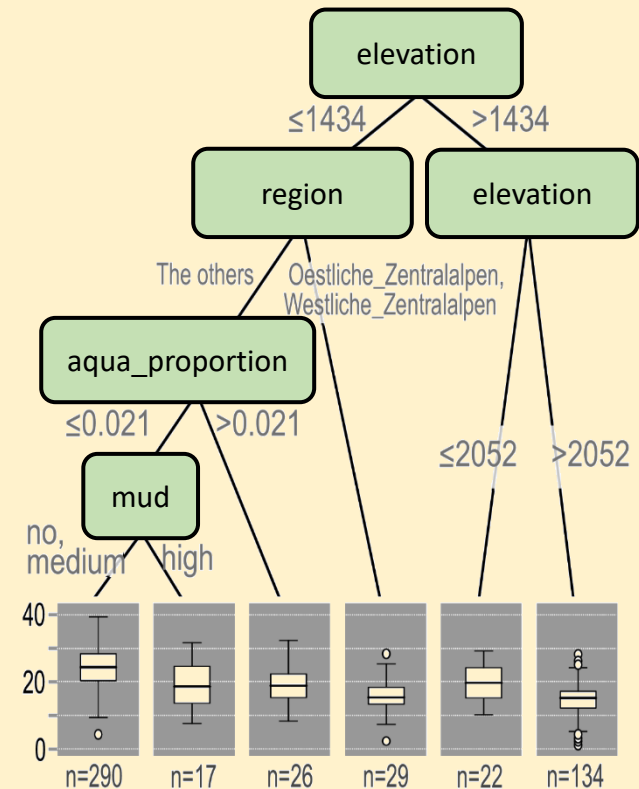 elevation
≤1434 >1434
region elevation
The others Oestliche_Zentralalpen,
Westliche_Zentralalpen
aqua_proportion
≤0.021 >0.021
≤2052 >2052
mud
no,
medium high
40
20
0
n=290 n=17 n=26 n=29 n=22 n=134